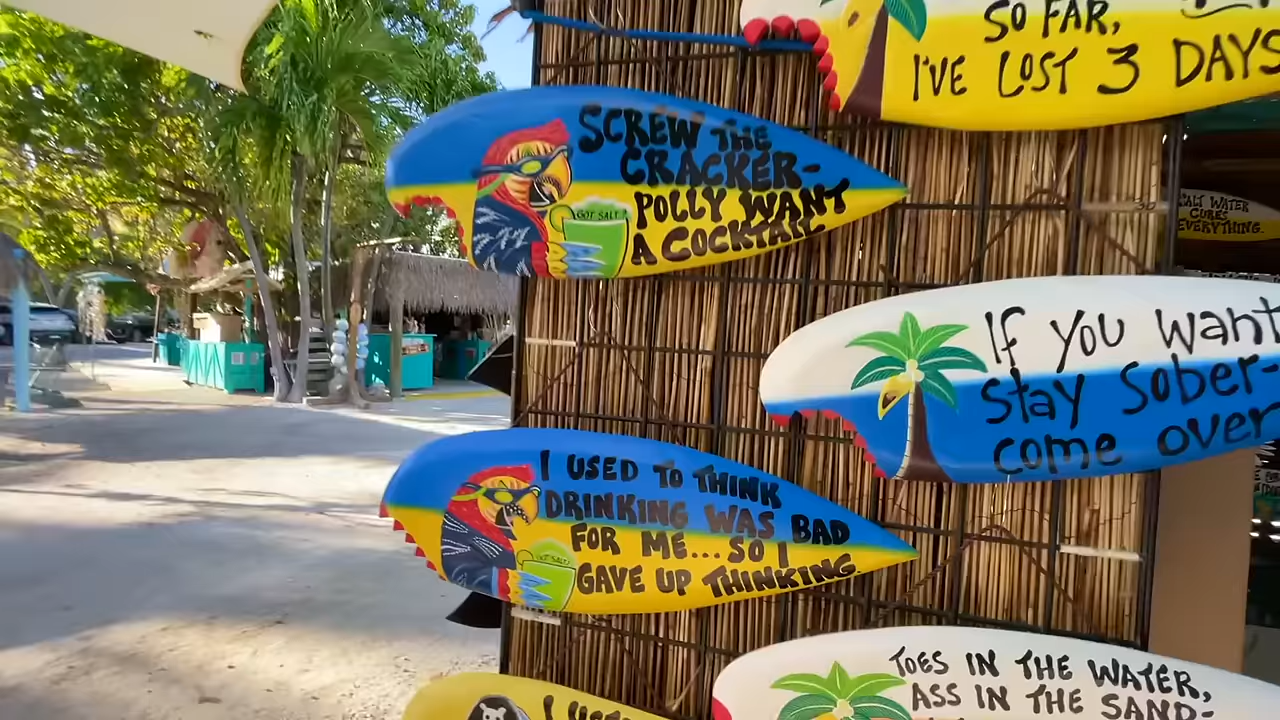 SO FAR,
I'VE LOST 3 DAYS
SCREW THE
CRACKER-
POLLY WANT
A COCKTAIL
GOT SALT?
SALT WATER
CURES
EVERYTHING.
If you want
Stay Sober-
come over
I USED TO THINK
DRINKING WAS BAD
FOR ME... SO I
GAVE UP THINKING.
GOT SALT?
TOES IN THE WATER,
ASS IN THE SAND-